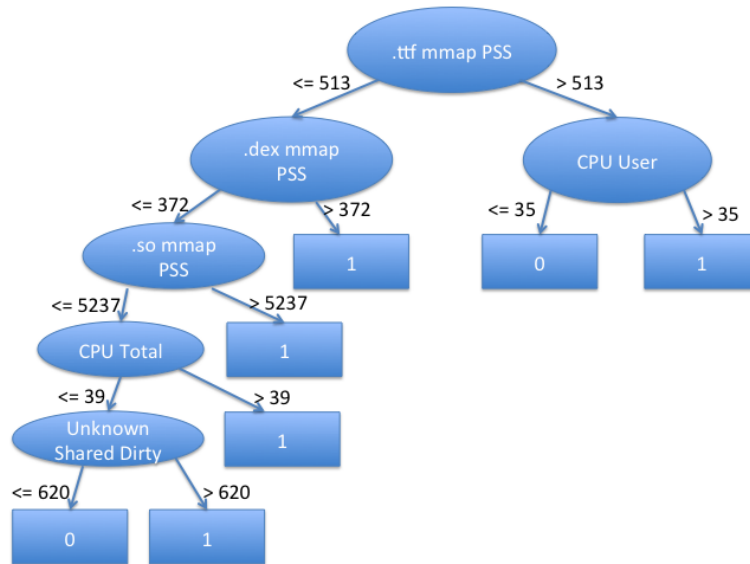 .ttf mmap PSS
<= 513
> 513
.dex mmap
PSS
CPU User
<= 372
> 372
<= 35
> 35
.so mmap
PSS
1
0
1
<= 5237
> 5237
CPU Total
1
<= 39
> 39
Unknown
Shared Dirty
1
<= 620
> 620
0
1